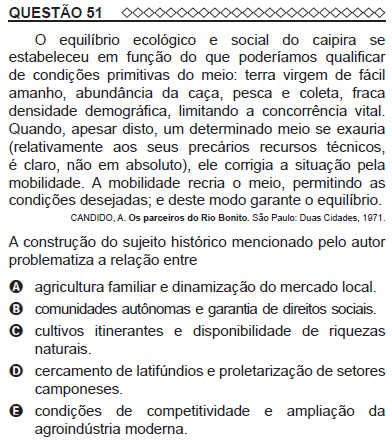 QUESTÃO 51
O equilíbrio ecológico e social do caipira se
estabeleceu em função do que poderíamos qualificar
de condições primitivas do meio: terra virgem de fácil
amanho, abundância da caça, pesca e coleta, fraca
densidade demográfica, limitando a concorrência vital.
Quando, apesar disto, um determinado meio se exauria
(relativamente aos seus precários recursos técnicos,
é claro, não em absoluto), ele corrigia a situação pela
mobilidade. A mobilidade recria o meio, permitindo as
condições desejadas; e deste modo garante o equilíbrio.
CANDIDO, A. Os parceiros do Rio Bonito. São Paulo: Duas Cidades, 1971.
A construção do sujeito histórico mencionado pelo autor
problematiza a relação entre
A agricultura familiar e dinamização do mercado local.
B comunidades autônomas e garantia de direitos sociais.
C cultivos itinerantes e disponibilidade de riquezas
naturais.
D cercamento de latifúndios e proletarização de setores
camponeses.
E condições de competitividade e ampliação da
agroindústria moderna.